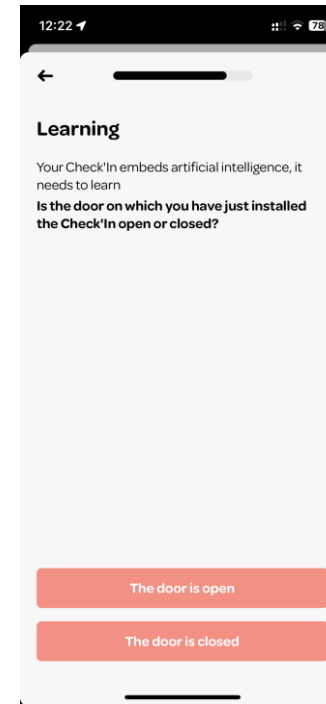 12:22
78
Learning
Your Check'In embeds artificial intelligence, it
needs to learn
Is the door on which you have just installed
the Check'In open or closed?
The door is open
The door is closed